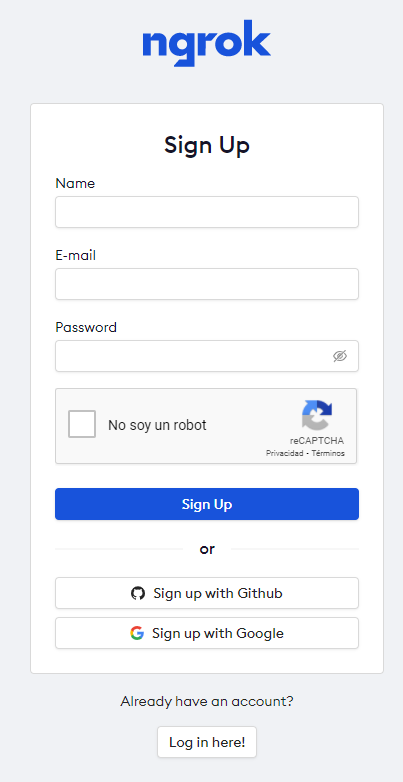 ngrok
Sign Up
Name
E-mail
Password
No soy un robot
reCAPTCHA
Privacidad - Términos
Sign Up
or
Sign up with Github
Sign up with Google
Already have an account?
Log in here!